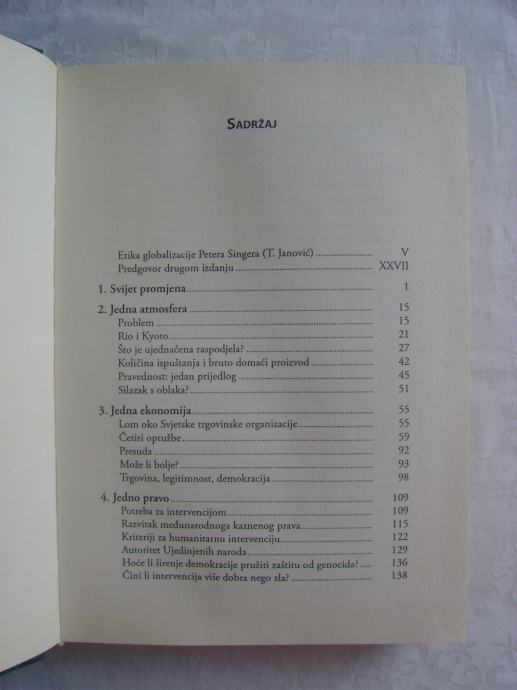 SADRŽAJ
Etika globalizacije Petera Singera (T. Janović) ........ V
Predgovor drugom izdanju ........ XXVII
1. Svijet promjena ........ 1
2. Jedna atmosfera ........ 15
Problem ........ 15
Rio i Kyoto ........ 21
Što je ujednačena raspodjela? ........ 27
Količina ispuštanja i bruto domaći proizvod ........ 42
Pravednost: jedan prijedlog ........ 45
Silazak s oblaka? ........ 51
3. Jedna ekonomija ........ 55
Lom oko Svjetske trgovinske organizacije ........ 55
Četiri optužbe ........ 59
Presuda ........ 92
Može li bolje? ........ 93
Trgovina, legitimnost, demokracija ........ 98
4. Jedno pravo ........ 109
Potreba za intervencijom ........ 109
Razvitak međunarodnoga kaznenog prava ........ 115
Kriteriji za humanitarnu intervenciju ........ 122
Autoritet Ujedinjenih naroda ........ 129
Hoće li širenje demokracije pružiti zaštitu od genocida? ..... 136
Čini li intervencija više dobra nego zla? ........ 138